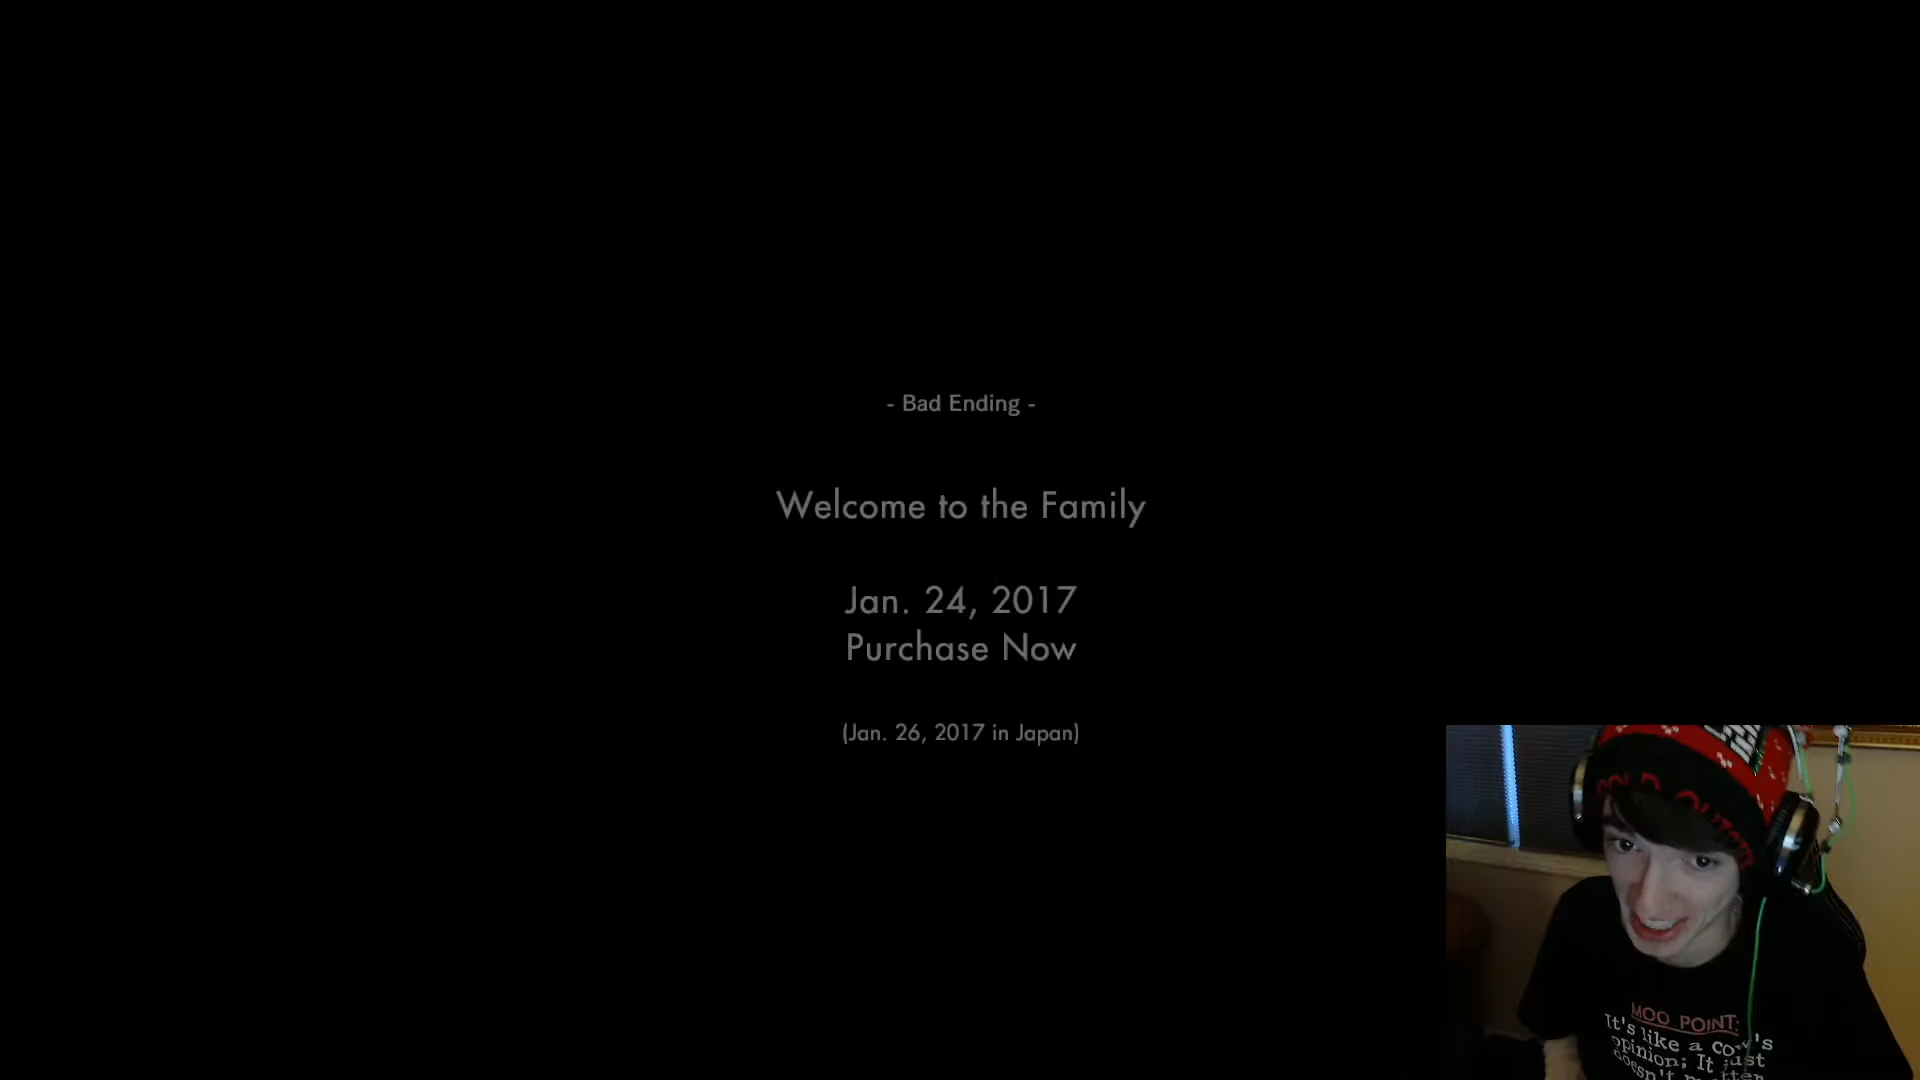 - Bad Ending -
Welcome to the Family
Jan. 24, 2017
Purchase Now
(Jan. 26, 2017 in Japan)
MOO POINT:
It's like a cow's
opinion; It just
doesn't